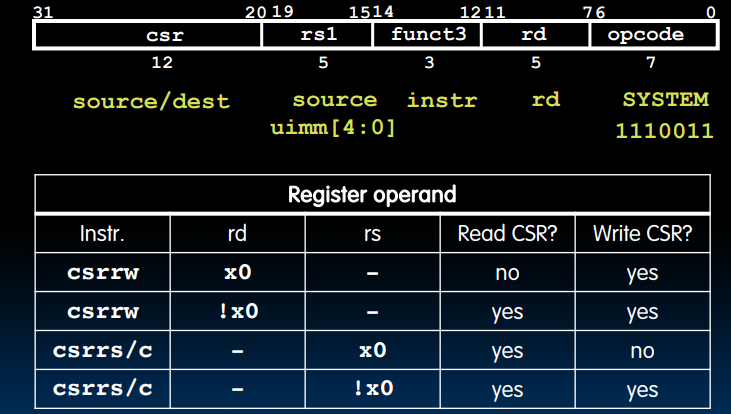 31 20 19 15 14 12 11 7 6 0
csr rs1 funct3 rd opcode
12 5 3 5 7
source/dest source instr rd SYSTEM
uimm[4:0] 1110011
Register operand
Instr. rd rs Read CSR? Write CSR?
csrrw x0 – no yes
csrrw !x0 – yes yes
csrrs/c – x0 yes no
csrrs/c – !x0 yes yes